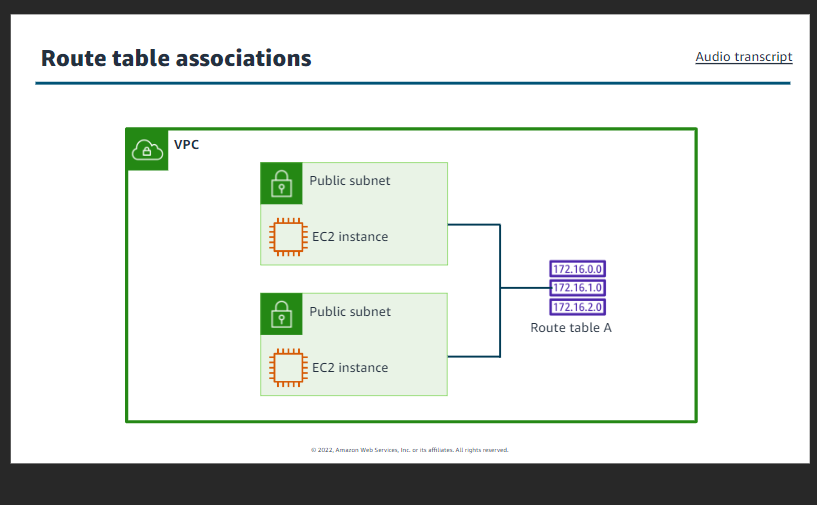 Route table associations
Audio transcript
VPC
Public subnet
EC2 instance
172.16.0.0
172.16.1.0
172.16.2.0
Route table A
Public subnet
EC2 instance
© 2022, Amazon Web Services, Inc. or its affiliates. All rights reserved.